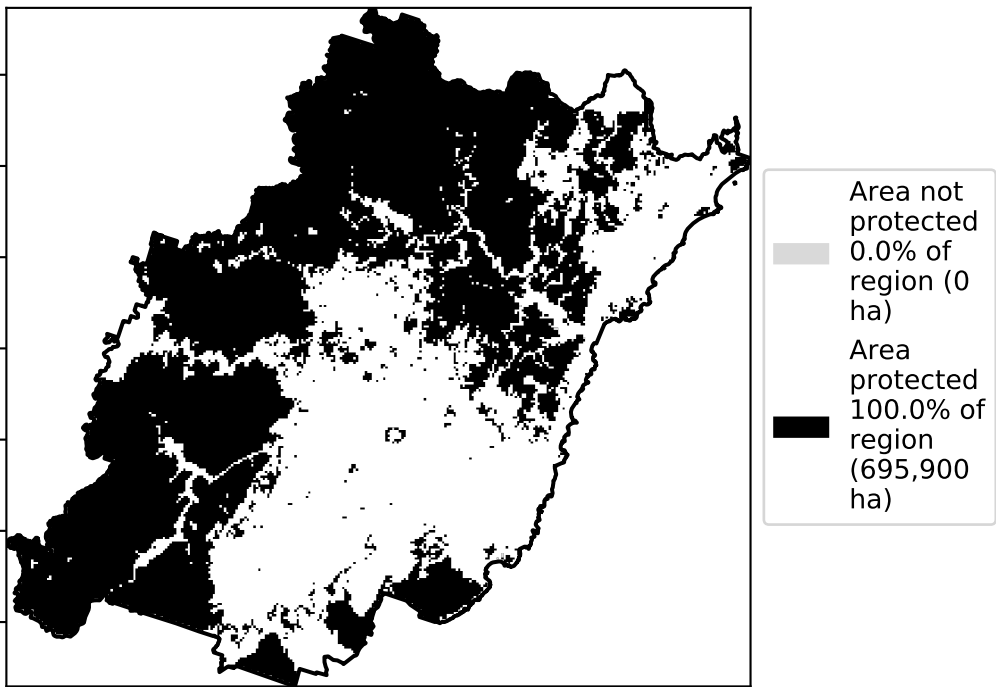 Area not
protected
0.0% of
region (0
ha)
Area
protected
100.0% of
region
(695,900
ha)